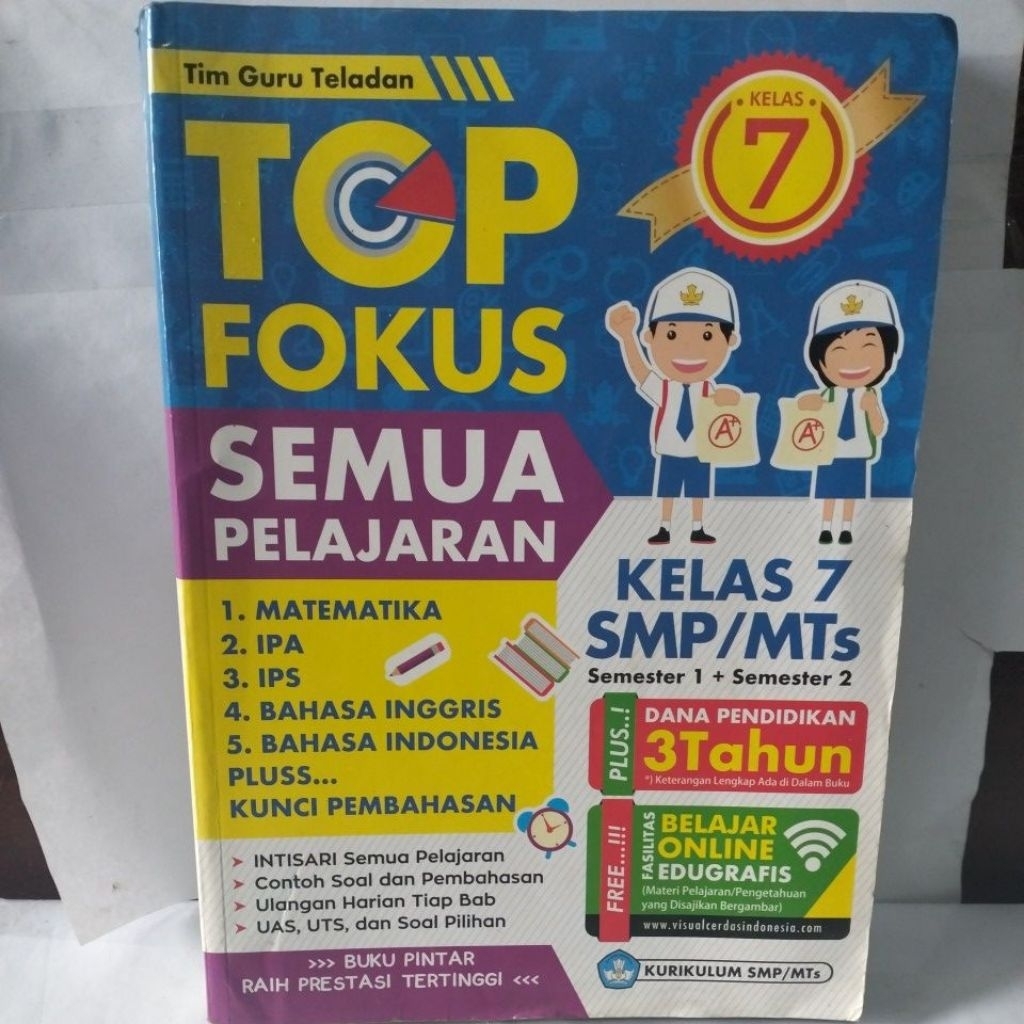 Tim Guru Teladan
KELAS
7
TOP
FOKUS
SEMUA
PELAJARAN
A+
A+
1. MATEMATIKA
2. IPA
3. IPS
4. BAHASA INGGRIS
5. BAHASA INDONESIA
PLUSS...
KUNCI PEMBAHASAN
INTISARI Semua Pelajaran
Contoh Soal dan Pembahasan
Ulangan Harian Tiap Bab
UAS, UTS, dan Soal Pilihan
>>> BUKU PINTAR
RAIH PRESTASI TERTINGGI <<<
KELAS 7
SMP/MTs
Semester 1 + Semester 2
PLUS..!
DANA PENDIDIKAN
3Tahun
*) Keterangan Lengkap Ada di Dalam Buku
FREE...!!!
FASILITAS
BELAJAR
ONLINE
EDUGRAFIS
(Materi Pelajaran/Pengetahuan
yang Disajikan Bergambar)
www.visualcerdasindonesia.com
KURIKULUM SMP/MTs